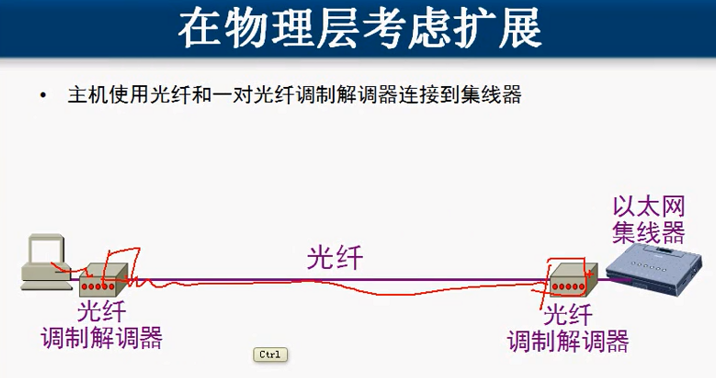 在物理层考虑扩展
• 主机使用光纤和一对光纤调制解调器连接到集线器
以太网
集线器
光纤
光纤
调制解调器
光纤
调制解调器
Ctrl